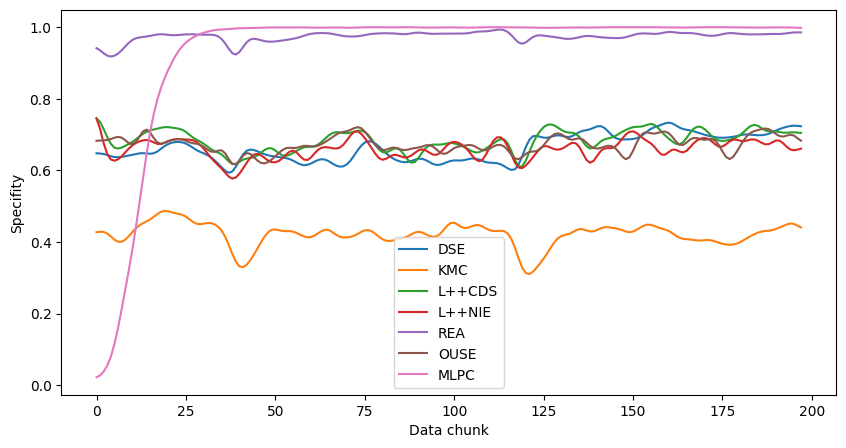 1.0
0.8
0.6
0.4
0.2
0.0
Specifity
0
25
50
75
100
125
150
175
200
Data chunk
DSE
KMC
L++CDS
L++NIE
REA
OUSE
MLPC